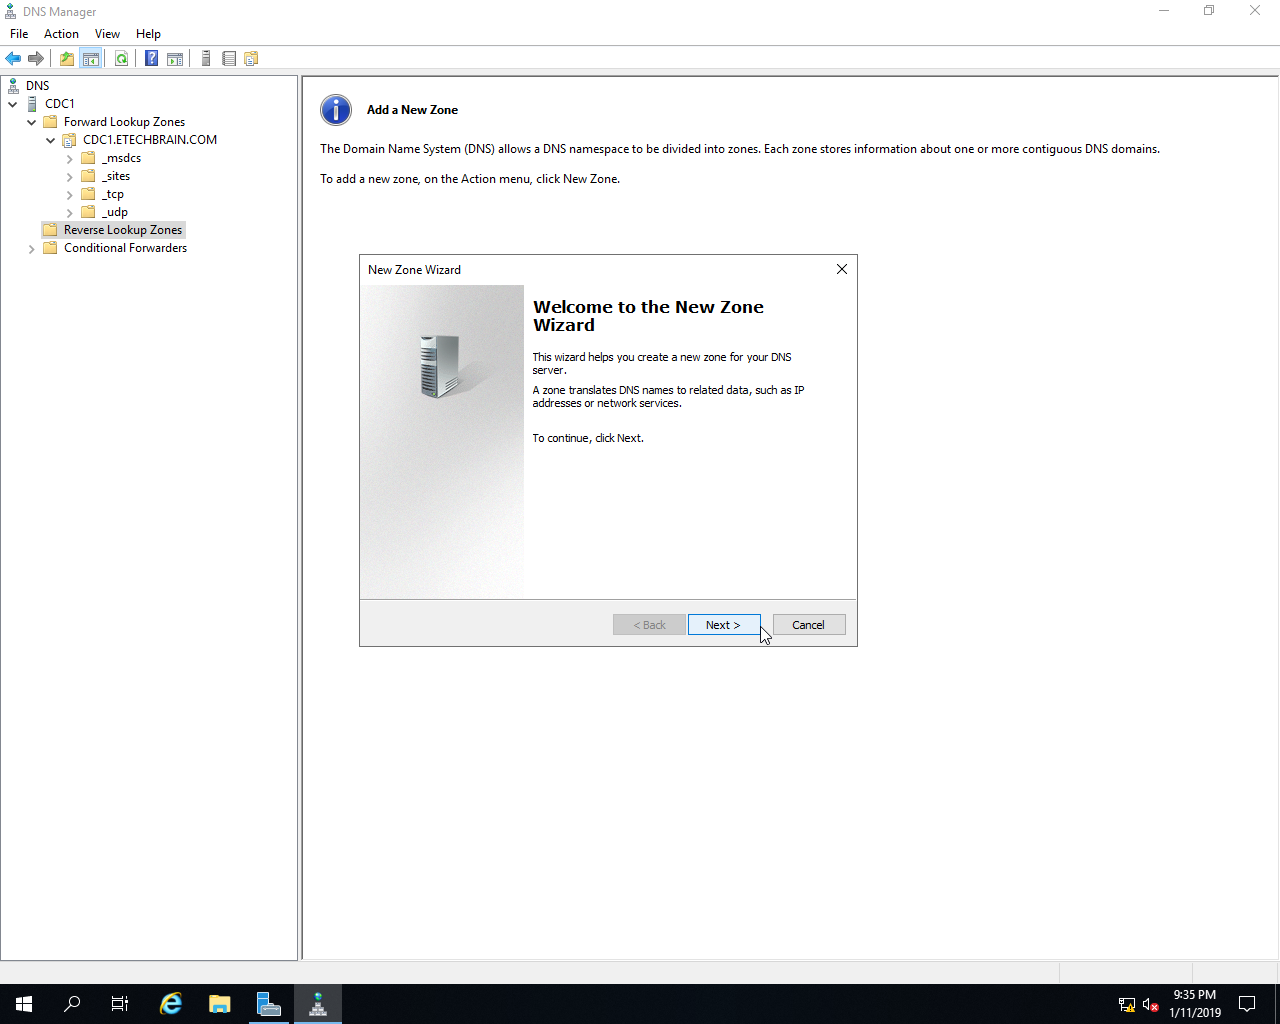 DNS Manager
File Action View Help
DNS
CDC1
Forward Lookup Zones
CDC1.ETECHBRAIN.COM
_msdcs
_sites
_tcp
_udp
Reverse Lookup Zones
Conditional Forwarders
Add a New Zone
The Domain Name System (DNS) allows a DNS namespace to be divided into zones. Each zone stores information about one or more contiguous DNS domains.
To add a new zone, on the Action menu, click New Zone.
New Zone Wizard
Welcome to the New Zone
Wizard
This wizard helps you create a new zone for your DNS
server.
A zone translates DNS names to related data, such as IP
addresses or network services.
To continue, click Next.
< Back Next > Cancel
9:35 PM
1/11/2019